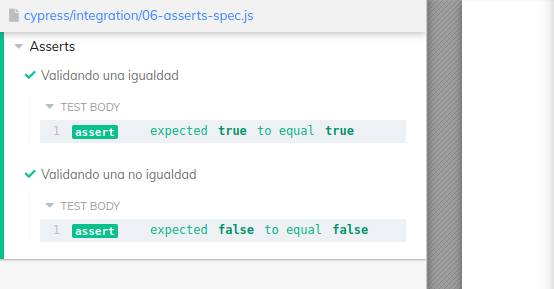 cypress/integration/06-asserts-spec.js
Asserts
Validando una igualdad
TEST BODY
1 assert expected true to equal true
Validando una no igualdad
TEST BODY
1 assert expected false to equal false